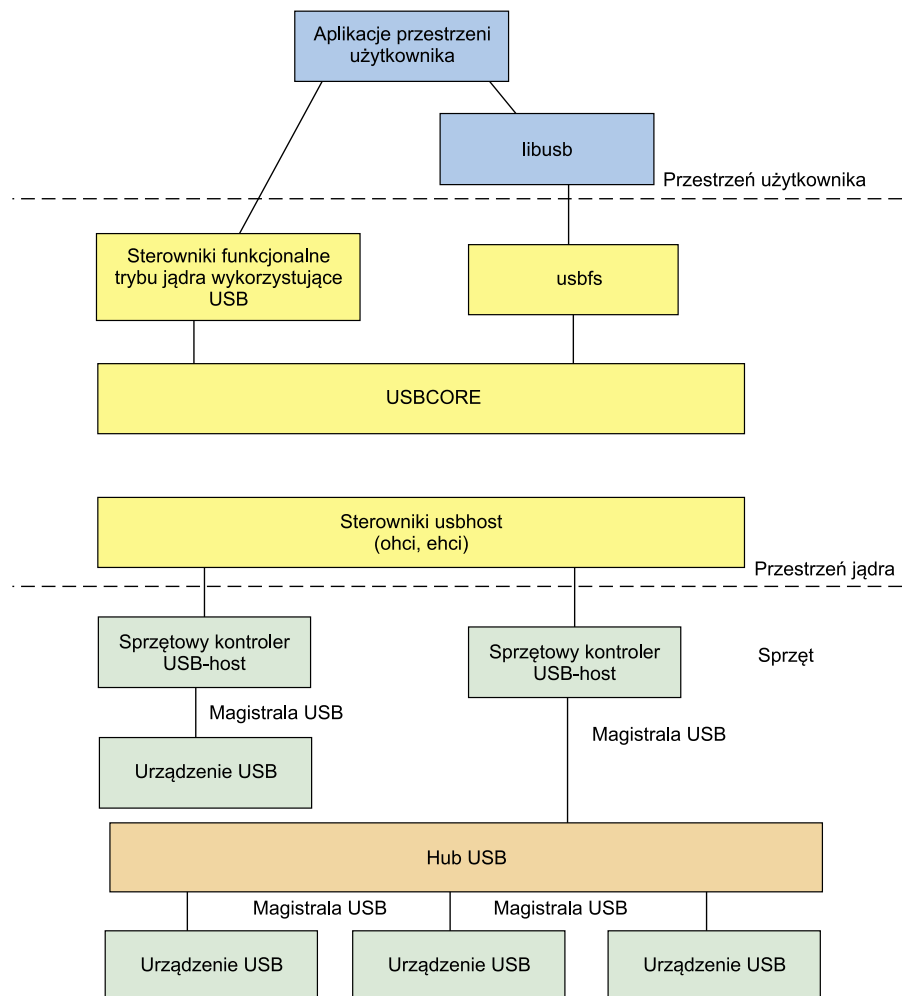 Aplikacje przestrzeni
użytkownika
libusb
Przestrzeń użytkownika
Sterowniki funkcjonalne
trybu jądra wykorzystujące
USB
usbfs
USBCORE
Sterowniki usbhost
(ohci, ehci)
Przestrzeń jądra
Sprzętowy kontroler
USB-host
Sprzętowy kontroler
USB-host
Sprzęt
Magistrala USB
Magistrala USB
Urządzenie USB
Hub USB
Magistrala USB
Magistrala USB
Urządzenie USB
Urządzenie USB
Urządzenie USB